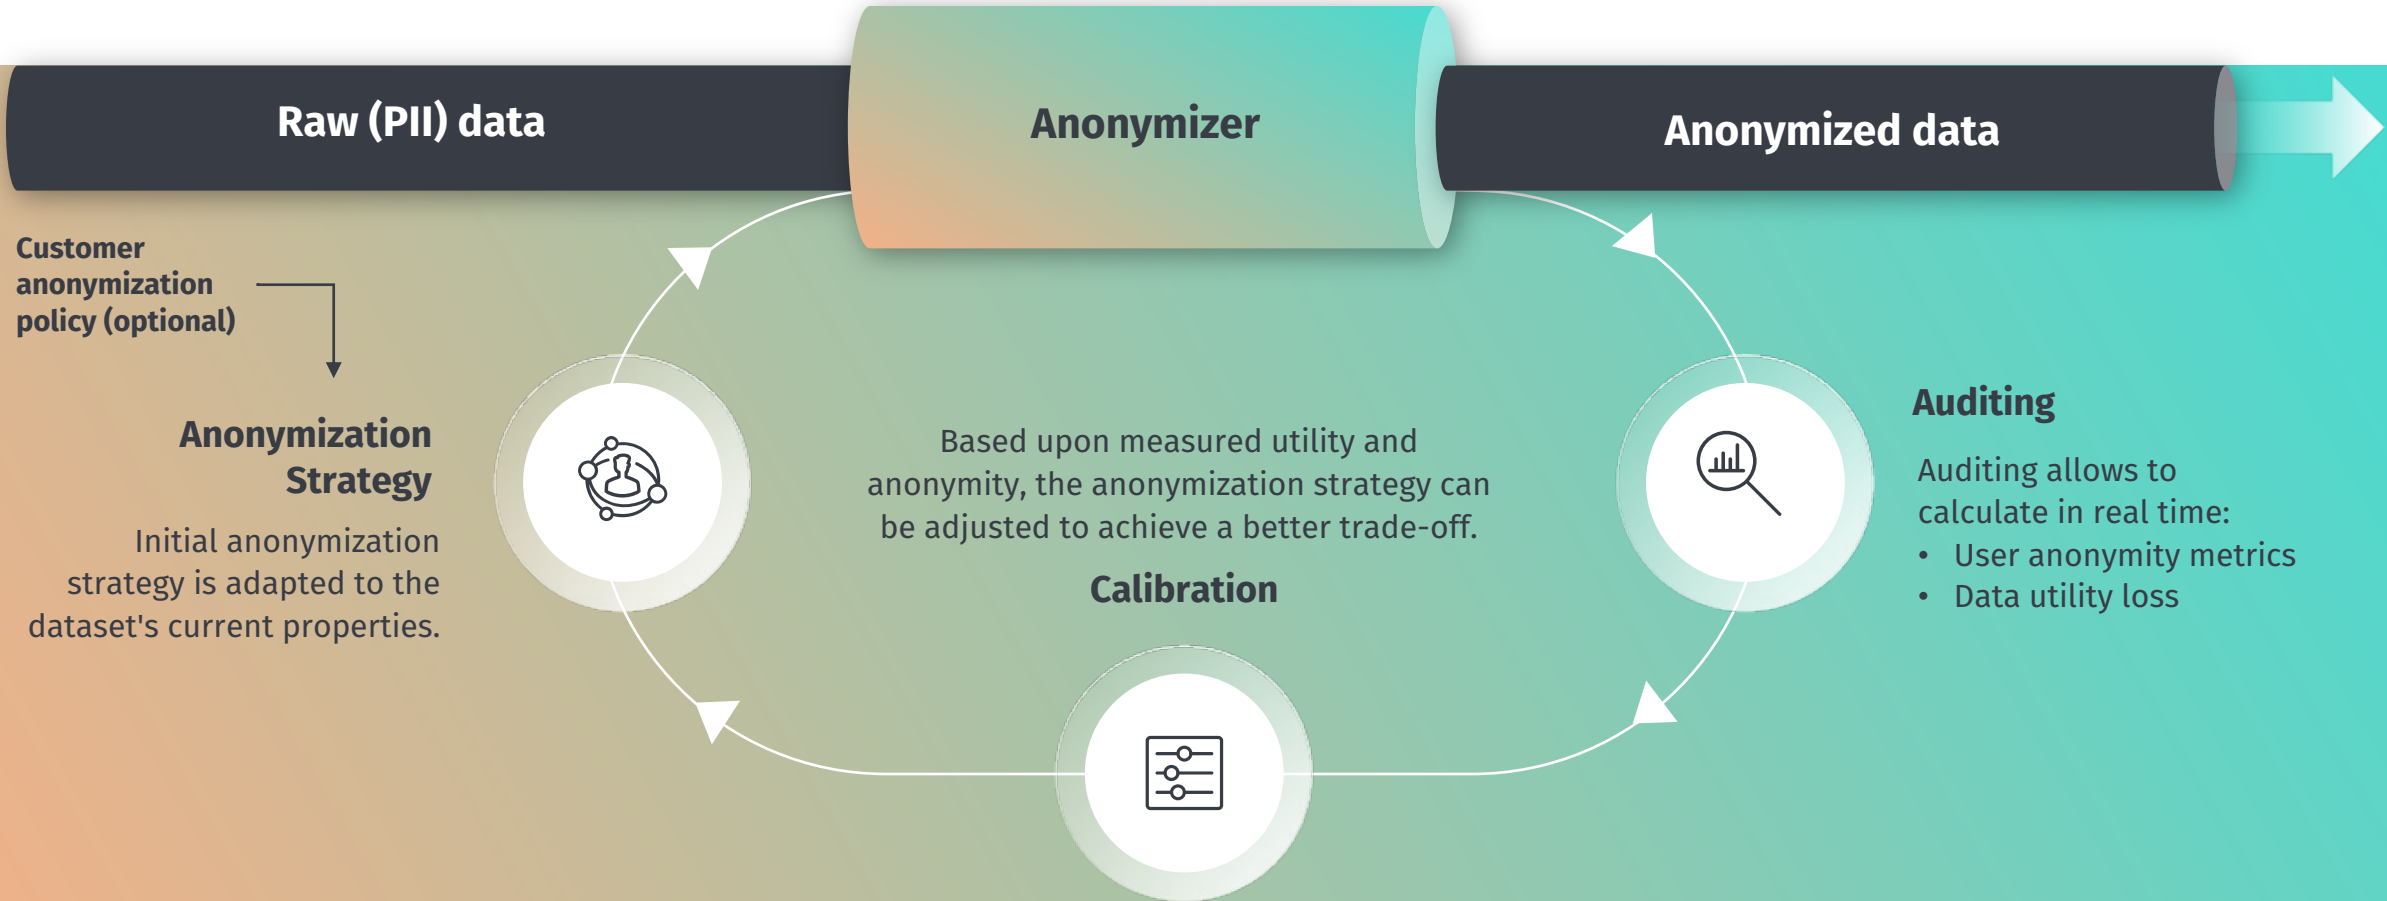 Raw (PII) data
Anonymizer
Anonymized data
Customer
anonymization
policy (optional)
Anonymization
Strategy
Initial anonymization
strategy is adapted to the
dataset's current properties.
Based upon measured utility and
anonymity, the anonymization strategy can
be adjusted to achieve a better trade-off.
Calibration
Auditing
Auditing allows to
calculate in real time:
• User anonymity metrics
• Data utility loss